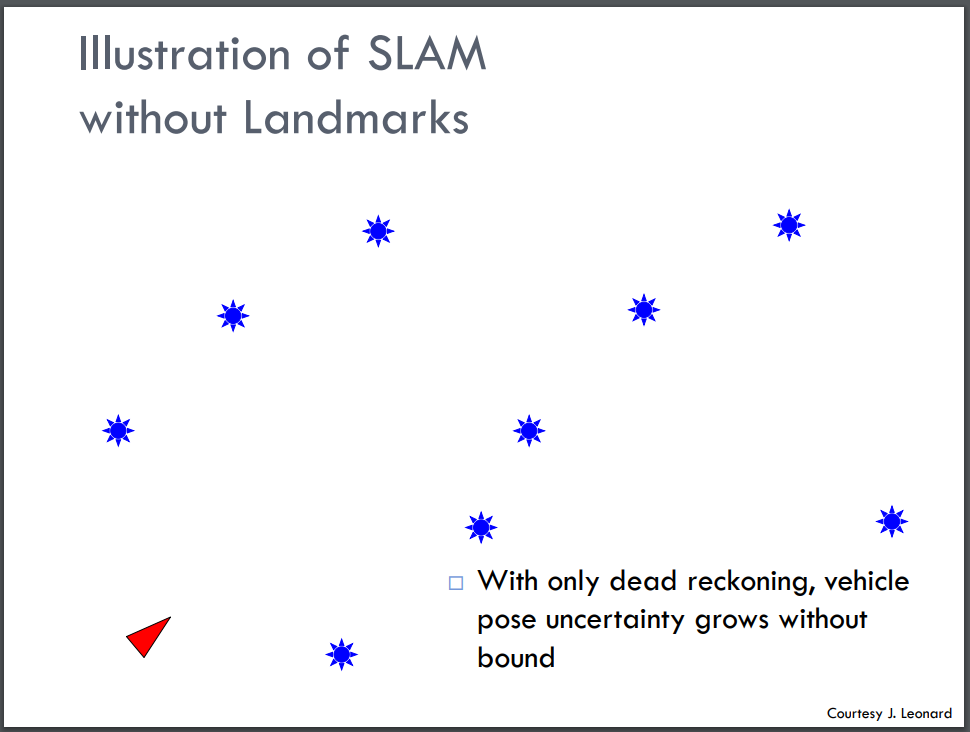 Illustration of SLAM
without Landmarks
With only dead reckoning, vehicle
pose uncertainty grows without
bound
Courtesy J. Leonard